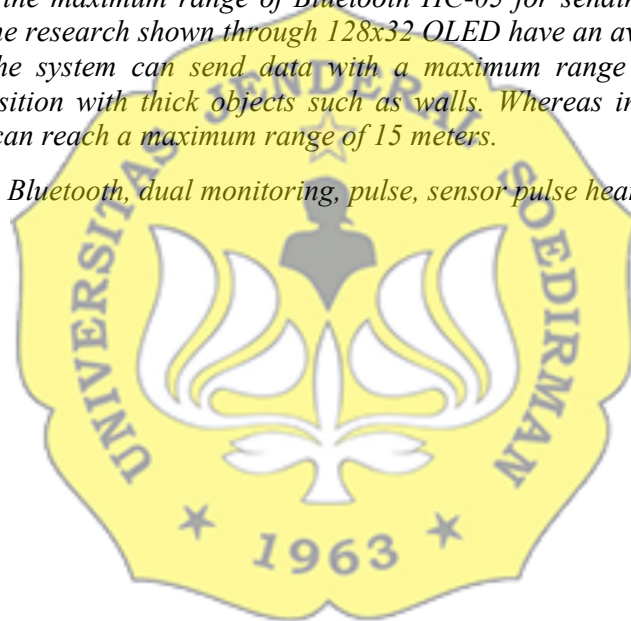 the maximum range of Bluetooth HC-05 for sendin
he research shown through 128x32 OLED have an av
he system can send data with a maximum range
sition with thick objects such as walls. Whereas in
can reach a maximum range of 15 meters.
Bluetooth, dual monitoring, pulse, sensor pulse hear
UNIVERSITAS JENDERAL SOEDIRMAN
1963